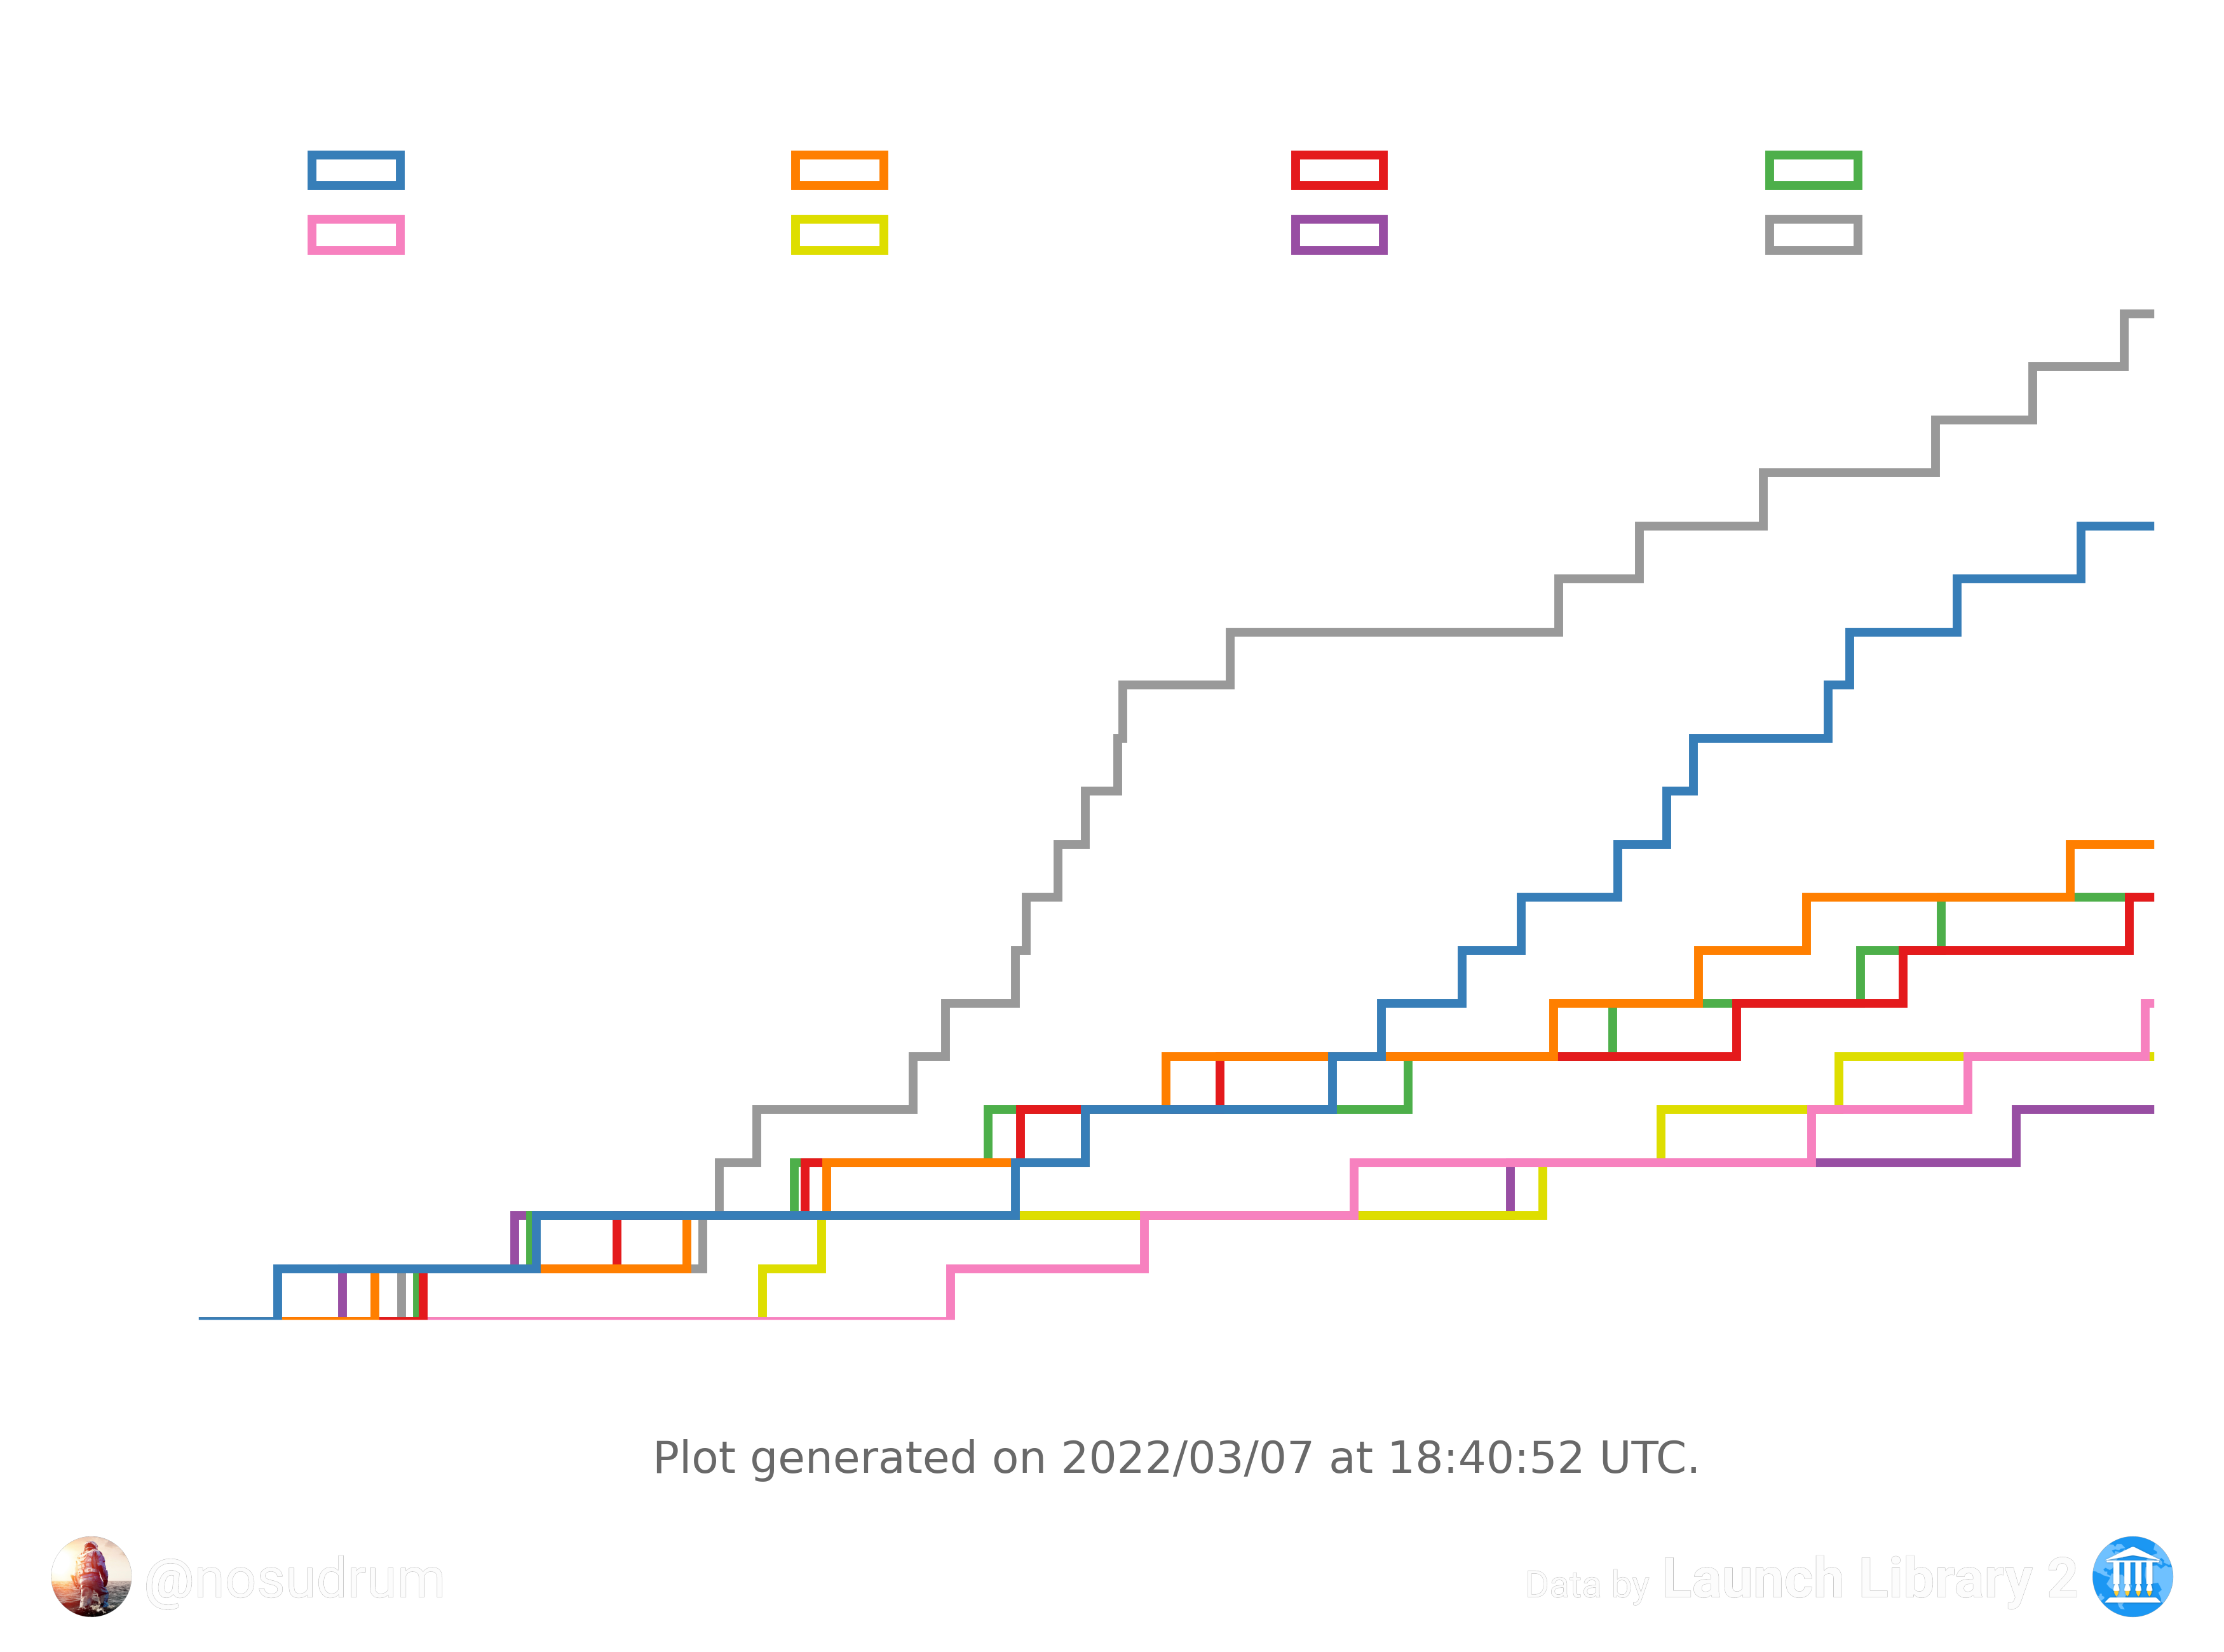 Plot generated on 2022/03/07 at 18:40:52 UTC.
@nosudrum
Data by Launch Library 2